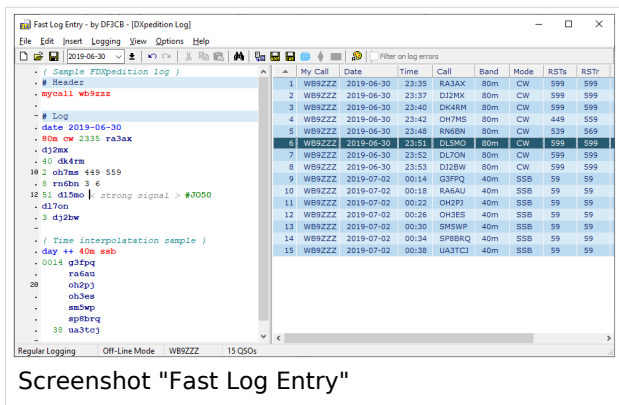 Fast Log Entry - by DF3CB - [DXpedition Log]
File Edit Insert Logging View Options Help
2019-06-30 Filter on log errors
{ Sample FDXpedition log }
# Header
mycall wb9zzz
# Log
date 2019-06-30
80m cw 2335 ra3ax
dj2mx
40 dk4rm
10 2 oh7ms 449 559
8 rn6bn 3 6
12 51 dl5mo < strong signal > #JO50
dl7on
3 dj2bw
{ Time interpolatation sample }
day ++ 40m ssb
0014 g3fpq
ra6au
20 oh2pj
oh3es
sm5wp
sp8brq
38 ua3tcj
My Call Date Time Call Band Mode RSTs RSTr
1 WB9ZZZ 2019-06-30 23:35 RA3AX 80m CW 599 599
2 WB9ZZZ 2019-06-30 23:37 DJ2MX 80m CW 599 599
3 WB9ZZZ 2019-06-30 23:40 DK4RM 80m CW 599 599
4 WB9ZZZ 2019-06-30 23:42 OH7MS 80m CW 449 559
5 WB9ZZZ 2019-06-30 23:48 RN6BN 80m CW 539 569
6 WB9ZZZ 2019-06-30 23:51 DL5MO 80m CW 599 599
7 WB9ZZZ 2019-06-30 23:52 DL7ON 80m CW 599 599
8 WB9ZZZ 2019-06-30 23:53 DJ2BW 80m CW 599 599
9 WB9ZZZ 2019-07-02 00:14 G3FPQ 40m SSB 59 59
10 WB9ZZZ 2019-07-02 00:18 RA6AU 40m SSB 59 59
11 WB9ZZZ 2019-07-02 00:22 OH2PJ 40m SSB 59 59
12 WB9ZZZ 2019-07-02 00:26 OH3ES 40m SSB 59 59
13 WB9ZZZ 2019-07-02 00:30 SM5WP 40m SSB 59 59
14 WB9ZZZ 2019-07-02 00:34 SP8BRQ 40m SSB 59 59
15 WB9ZZZ 2019-07-02 00:38 UA3TCJ 40m SSB 59 59
Regular Logging Off-Line Mode WB9ZZZ 15 QSOs
Screenshot "Fast Log Entry"